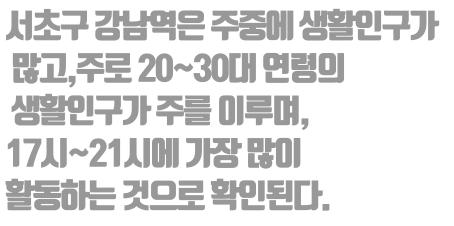 서초구 강남역은 주중에 생활인구가
많고,주로 20~30대 연령의
생활인구가 주를 이루며,
17시~21시에 가장 많이
활동하는 것으로 확인된다.